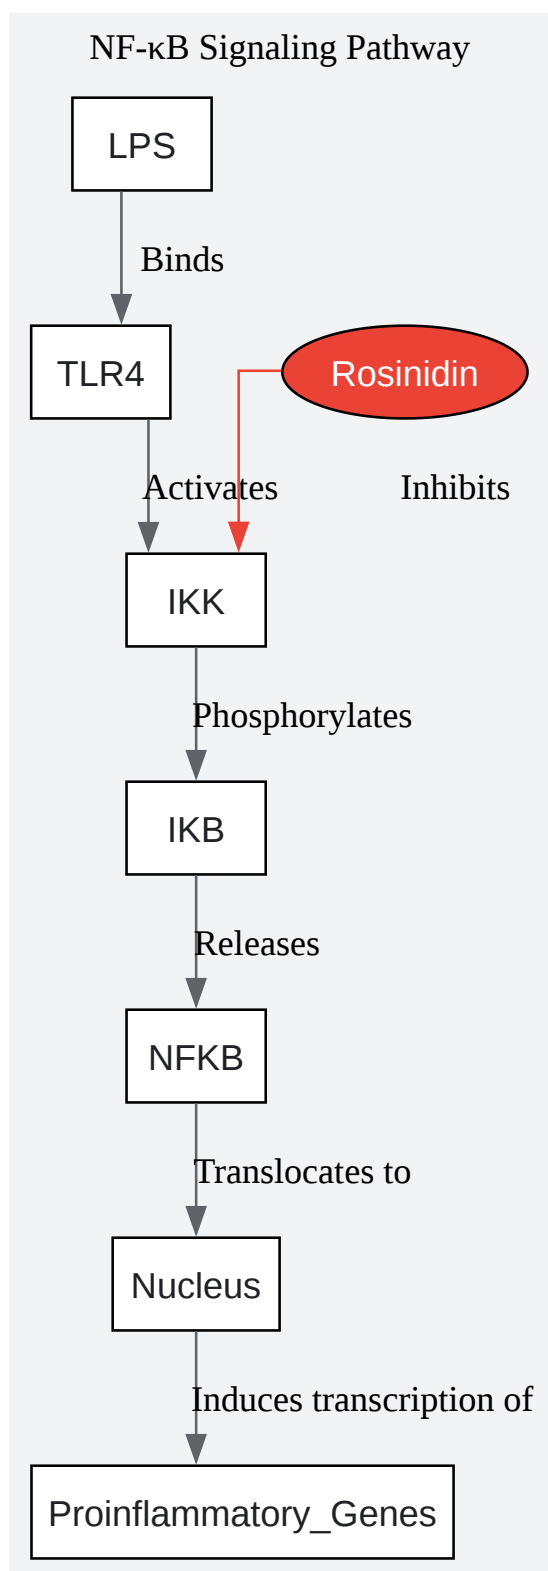 NF-κB Signaling Pathway
LPS
Binds
TLR4
Rosinidin
Activates
Inhibits
IKK
Phosphorylates
IKB
Releases
NFKB
Translocates to
Nucleus
Induces transcription of
Proinflammatory_Genes